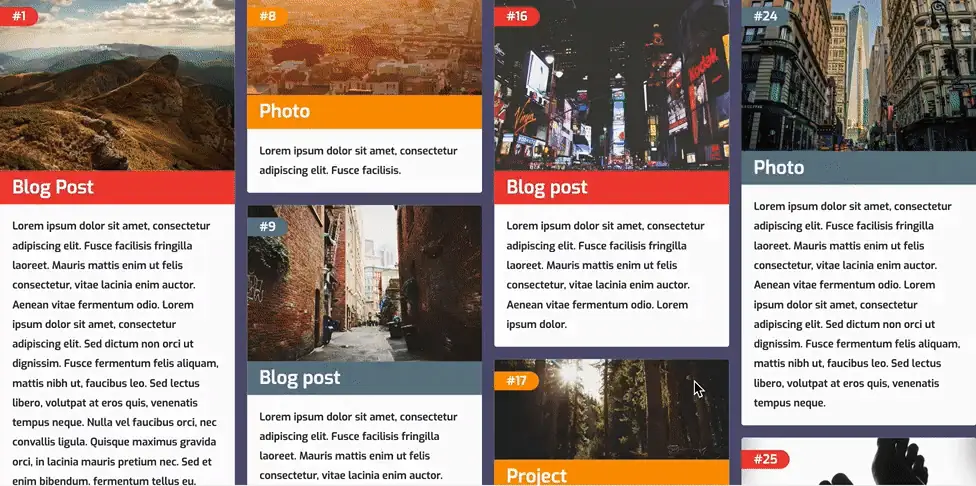 #1
Blog Post
Lorem ipsum dolor sit amet, consectetur
adipiscing elit. Fusce facilisis fringilla
laoreet. Mauris mattis enim ut felis
consectetur, vitae lacinia enim auctor.
Aenean vitae fermentum odio. Lorem
ipsum dolor sit amet, consectetur
adipiscing elit. Sed dictum non orci ut
dignissim. Fusce fermentum felis aliquam,
mattis nibh ut, faucibus leo. Sed lectus
libero, volutpat at eros quis, venenatis
tempus neque. Nulla vel faucibus orci, nec
convallis ligula. Quisque maximus gravida
orci, in lacinia mauris pretium nec. Sed et
enim bibendum, fermentum tellus eu,
#8
Photo
Lorem ipsum dolor sit amet, consectetur
adipiscing elit. Fusce facilisis.
#9
Blog post
Lorem ipsum dolor sit amet, consectetur
adipiscing elit. Fusce facilisis fringilla
laoreet. Mauris mattis enim ut felis
consectetur, vitae lacinia enim auctor.
#16
Kodak
Blog post
Lorem ipsum dolor sit amet, consectetur
adipiscing elit. Fusce facilisis fringilla
laoreet. Mauris mattis enim ut felis
consectetur, vitae lacinia enim auctor.
Aenean vitae fermentum odio. Lorem
ipsum dolor.
#17
Project
#24
Photo
Lorem ipsum dolor sit amet, consectetur
adipiscing elit. Fusce facilisis fringilla
laoreet. Mauris mattis enim ut felis
consectetur, vitae lacinia enim auctor.
Aenean vitae fermentum odio. Lorem
ipsum dolor sit amet, consectetur
adipiscing elit. Sed dictum non orci ut
dignissim. Fusce fermentum felis aliquam,
mattis nibh ut, faucibus leo. Sed lectus
libero, volutpat at eros quis, venenatis
tempus neque.
#25